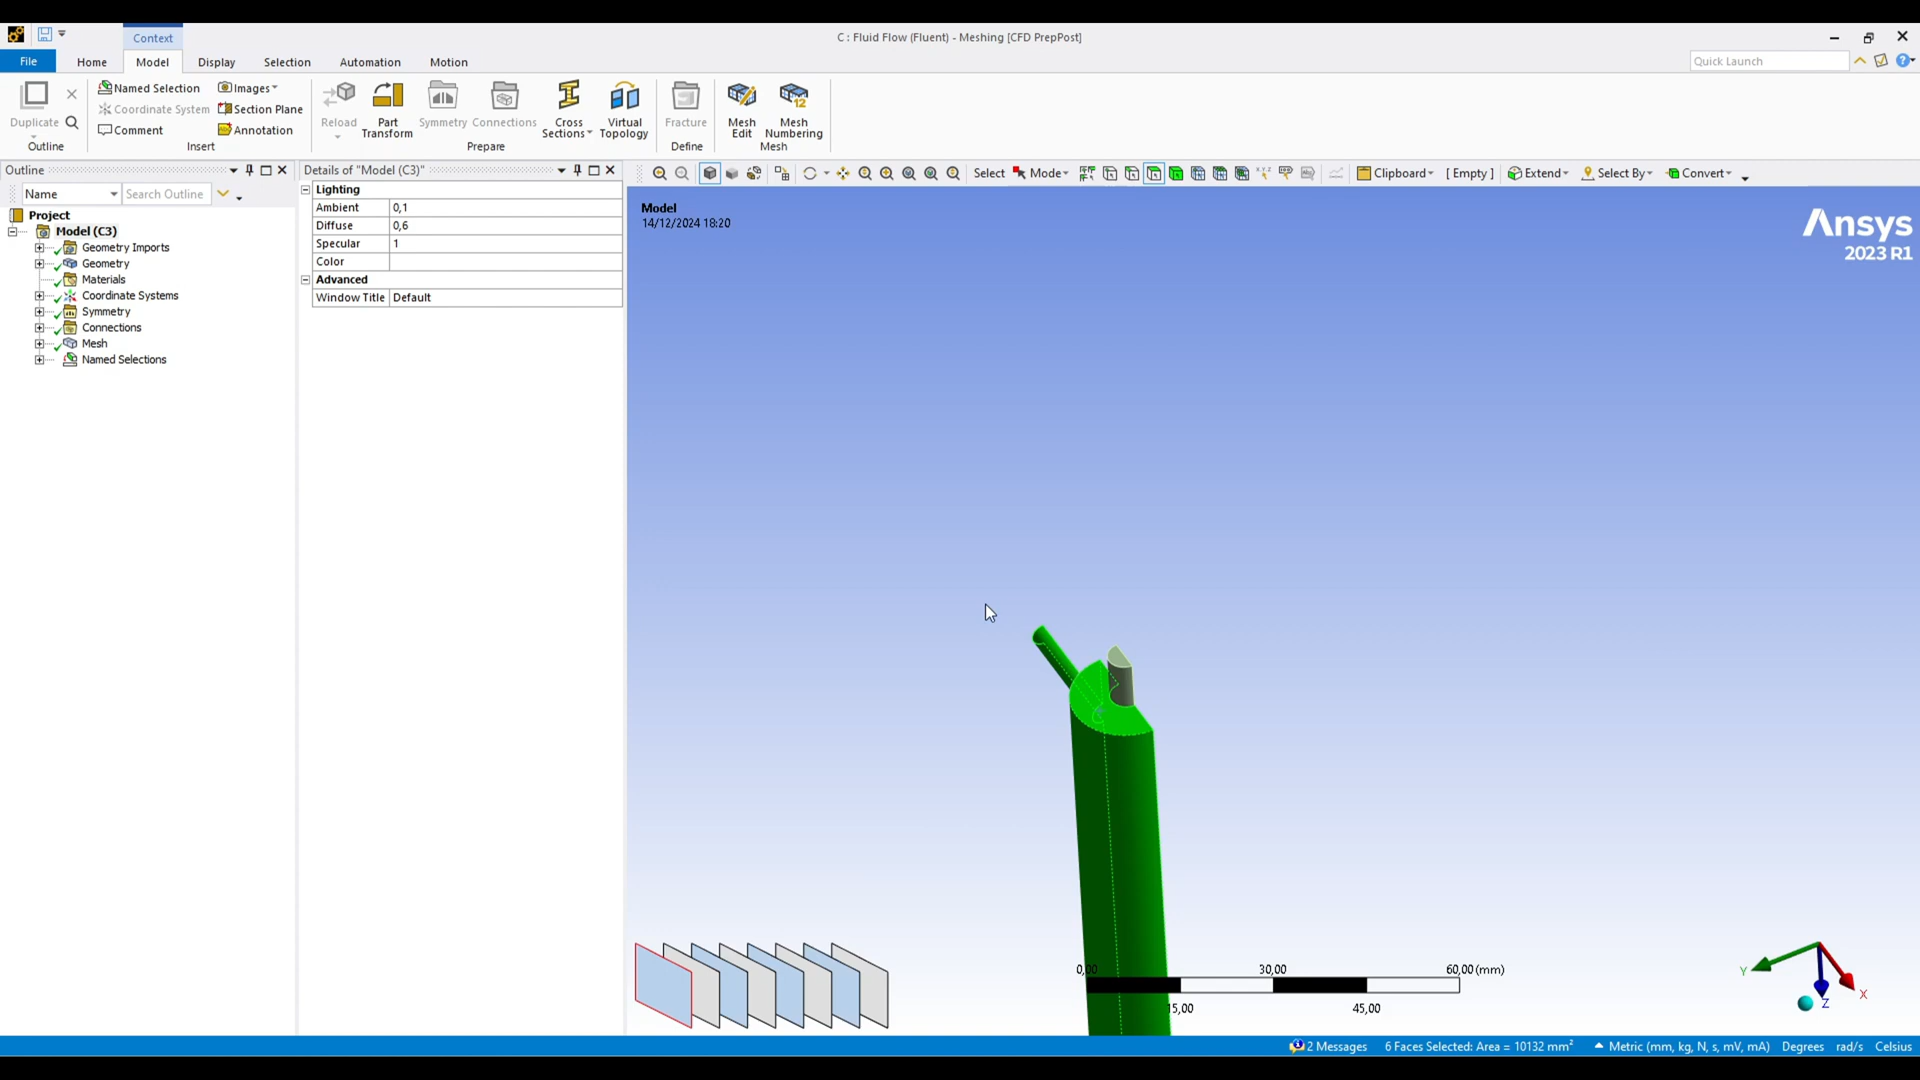 Context
C : Fluid Flow (Fluent) - Meshing [CFD PrepPost]
File
Home
Model
Display
Selection
Automation
Motion
Quick Launch
Duplicate
Outline
Named Selection
Coordinate System
Comment
Images
Section Plane
Annotation
Insert
Reload
Part
Transform
Symmetry
Connections
Cross
Sections
Virtual
Topology
Prepare
Fracture
Define
Mesh
Edit
Mesh
Numbering
Mesh
Outline
Name
Search Outline
Project
Model (C3)
Geometry Imports
Geometry
Materials
Coordinate Systems
Symmetry
Connections
Mesh
Named Selections
Details of "Model (C3)"
Lighting
Ambient 0,1
Diffuse 0,6
Specular 1
Color
Advanced
Window Title Default
Select Mode Clipboard [ Empty ] Extend Select By Convert
Model
14/12/2024 18:20
Ansys
2023 R1
0,00 30,00 60,00 (mm)
15,00 45,00
Y
X
Z
2 Messages 6 Faces Selected: Area = 10132 mm² Metric (mm, kg, N, s, mV, mA) Degrees rad/s Celsius